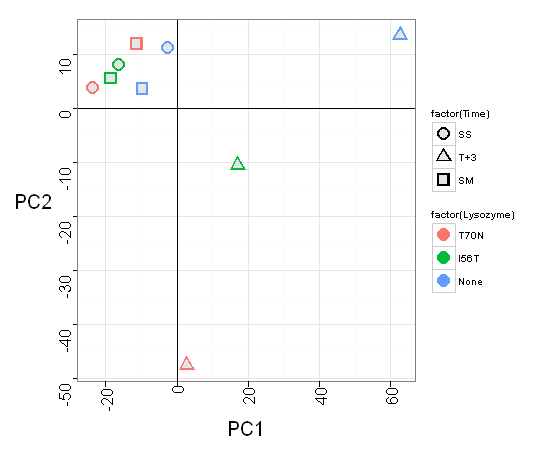 10
0
-10
-20
-30
-40
-50
PC2
-20
0
20
40
60
PC1
factor(Time)
SS
T+3
SM
factor(Lysozyme)
T70N
I56T
None